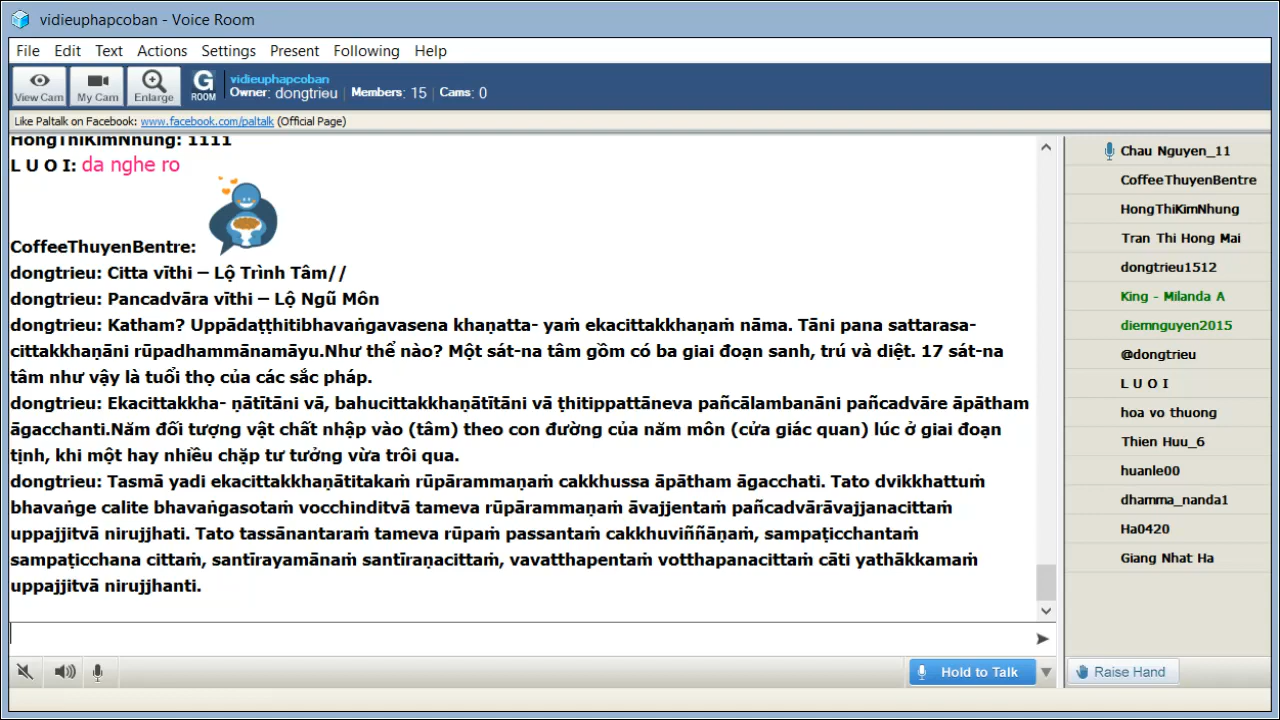 vidieuphapcoban - Voice Room
File Edit Text Actions Settings Present Following Help
View Cam My Cam Enlarge G ROOM
vidieuphapcoban
Owner: dongtrieu Members: 15 Cams: 0
Like Paltalk on Facebook: www.facebook.com/paltalk (Official Page)
HongThiKimNhung: 1111
L U O I: da nghe ro
CoffeeThuyenBentre:
dongtrieu: Citta vīthi – Lộ Trình Tâm//
dongtrieu: Pancadvāra vīthi – Lộ Ngũ Môn
dongtrieu: Katham? Uppādaṭṭhitibhavaṅgavasena khaṇatta- yaṁ ekacittakkhaṇaṁ nāma. Tāni pana sattarasa-
cittakkhaṇāni rūpadhammānamāyu.Như thế nào? Một sát-na tâm gồm có ba giai đoạn sanh, trú và diệt. 17 sát-na
tâm như vậy là tuổi thọ của các sắc pháp.
dongtrieu: Ekacittakkha- ṇātītāni vā, bahucittakkhaṇātītāni vā ṭhitippattāneva pañcālambanāni pañcadvāre āpātham
āgacchanti.Năm đối tượng vật chất nhập vào (tâm) theo con đường của năm môn (cửa giác quan) lúc ở giai đoạn
tịnh, khi một hay nhiều chặp tư tưởng vừa trôi qua.
dongtrieu: Tasmā yadi ekacittakkhaṇātitakaṁ rūpārammaṇaṁ cakkhussa āpātham āgacchati. Tato dvikkhattuṁ
bhavaṅge calite bhavaṅgasotaṁ vocchinditvā tameva rūpārammaṇaṁ āvajjentaṁ pañcadvārāvajjanacittaṁ
uppajjitvā nirujjhati. Tato tassānantaraṁ tameva rūpaṁ passantaṁ cakkhuviññāṇaṁ, sampaṭicchantaṁ
sampaṭicchana cittaṁ, santīrayamānaṁ santīraṇacittaṁ, vavatthapentaṁ votthapanacittaṁ cāti yathākkamaṁ
uppajjitvā nirujjhanti.
Hold to Talk
Chau Nguyen_11
CoffeeThuyenBentre
HongThiKimNhung
Tran Thi Hong Mai
dongtrieu1512
King - Milanda A
diemnguyen2015
@dongtrieu
L U O I
hoa vo thuong
Thien Huu_6
huanle00
dhamma_nanda1
Ha0420
Giang Nhat Ha
Raise Hand